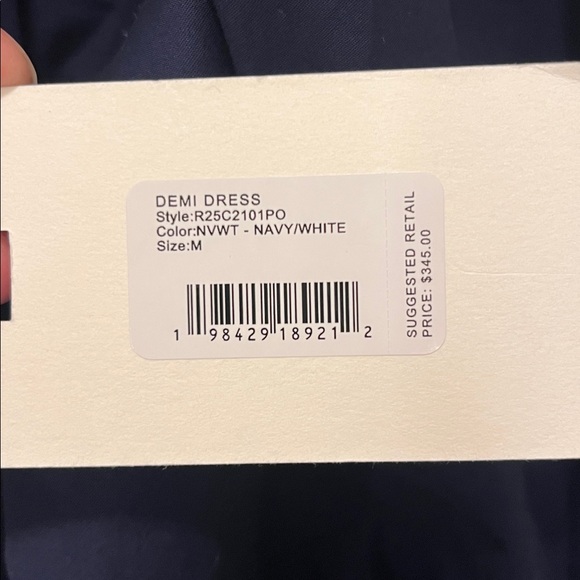 DEMI DRESS
Style:R25C2101PO
Color:NVWT - NAVY/WHITE
Size:M
1 98429 18921 2
SUGGESTED RETAIL
PRICE: $345.00